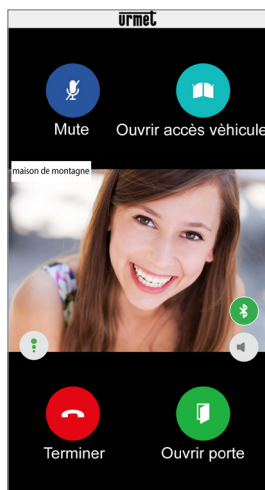 urmet
Mute
Ouvrir accès vèhicule
maison de montagne
Terminer
Ouvrir porte